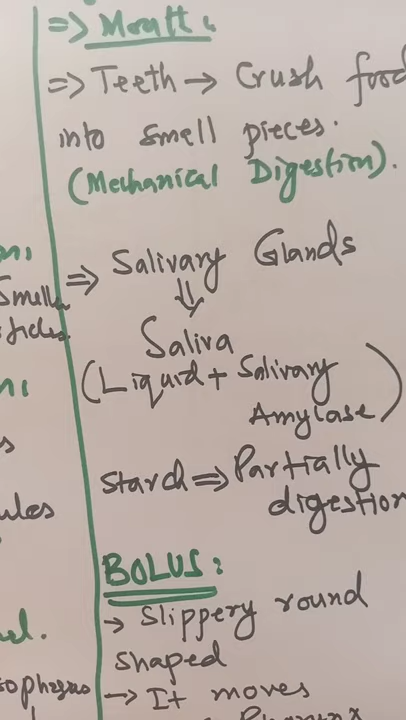 ⇒ Mouth:
⇒ Teeth → Crush food
into smell pieces.
(Mechanical Digestion).
⇒ Salivary Glands
⇓
Saliva
(Liquid + Salivary
Amylase)
Starch ⇒ Partially
digestion
BOLUS:
→ Slippery round
shaped
→ It moves